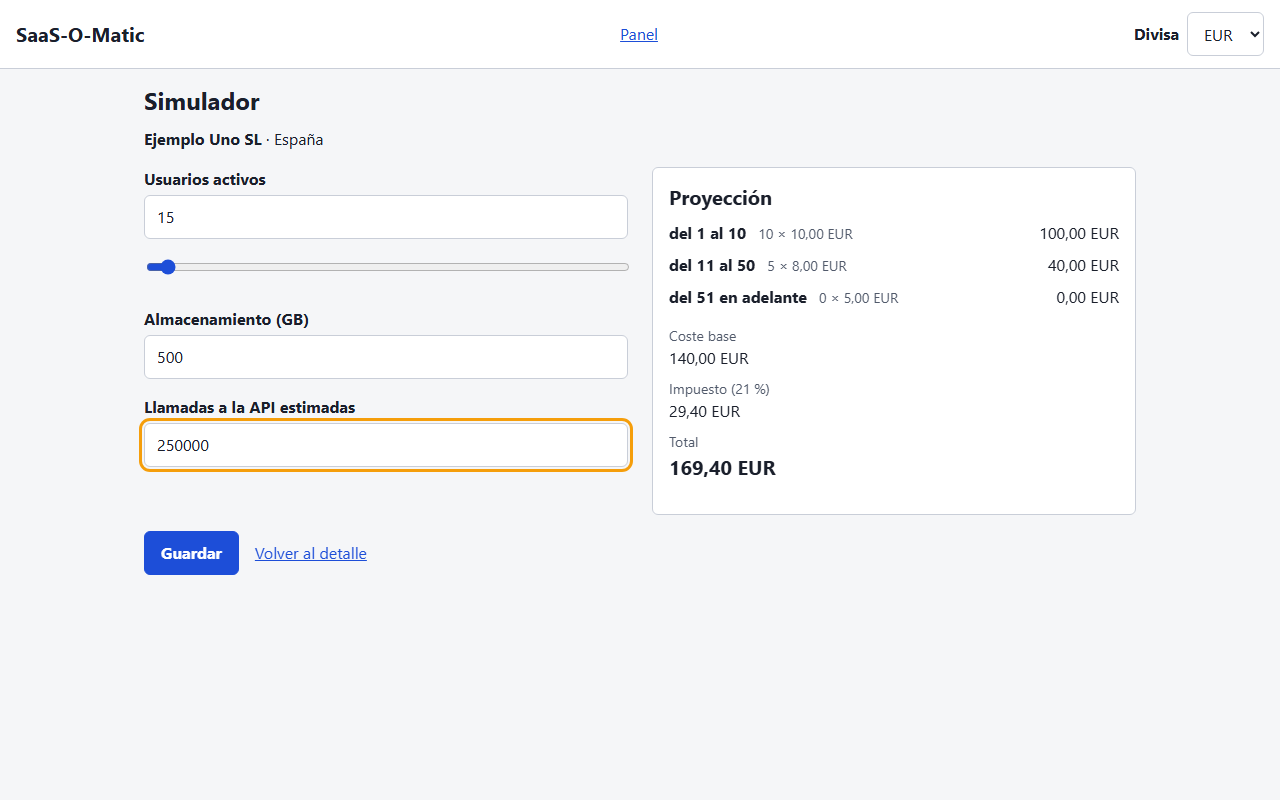 SaaS-O-Matic
Panel
Divisa
EUR
Simulador
Ejemplo Uno SL · España
Usuarios activos
15
Almacenamiento (GB)
500
Llamadas a la API estimadas
250000
Proyección
del 1 al 10 10 × 10,00 EUR 100,00 EUR
del 11 al 50 5 × 8,00 EUR 40,00 EUR
del 51 en adelante 0 × 5,00 EUR 0,00 EUR
Coste base
140,00 EUR
Impuesto (21 %)
29,40 EUR
Total
169,40 EUR
Guardar
Volver al detalle